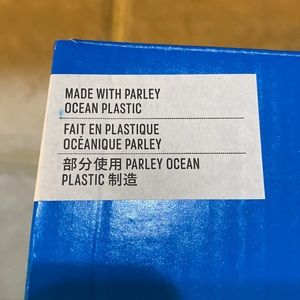 MADE WITH PARLEY
OCEAN PLASTIC
FAIT EN PLASTIQUE
OCÉANIQUE PARLEY
部分使用 PARLEY OCEAN
PLASTIC 制造